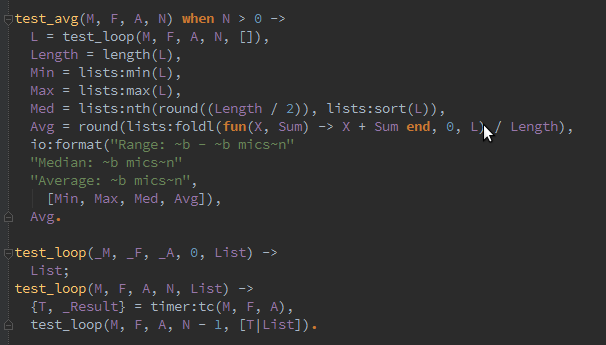 test_avg(M, F, A, N) when N > 0 ->
  L = test_loop(M, F, A, N, []),
  Length = length(L),
  Min = lists:min(L),
  Max = lists:max(L),
  Med = lists:nth(round((Length / 2)), lists:sort(L)),
  Avg = round(lists:foldl(fun(X, Sum) -> X + Sum end, 0, L) / Length),
  io:format("Range: ~b - ~b mics~n"
  "Median: ~b mics~n"
  "Average: ~b mics~n",
    [Min, Max, Med, Avg]),
  Avg.
test_loop(_M, _F, _A, 0, List) ->
  List;
test_loop(M, F, A, N, List) ->
  {T, _Result} = timer:tc(M, F, A),
  test_loop(M, F, A, N - 1, [T|List]).